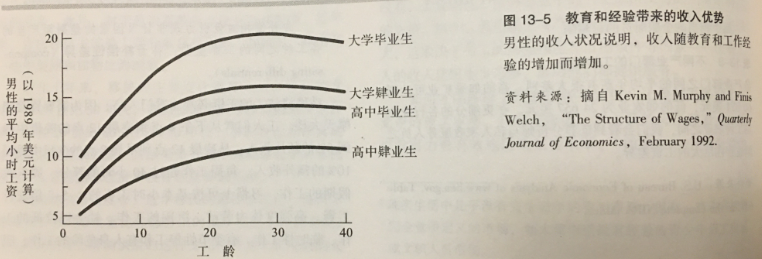 20
15
10
5
0
10
20
30
40
工 龄
男性的平均小时工资
(以1989年美元计算)
大学毕业生
大学肄业生
高中毕业生
高中肄业生
图 13-5 教育和经验带来的收入优势
男性的收入状况说明，收入随教育和工作经
验的增加而增加。
资料来源：摘自 Kevin M. Murphy and Finis
Welch, “The Structure of Wages,” Quarterly
Journal of Economics, February 1992.